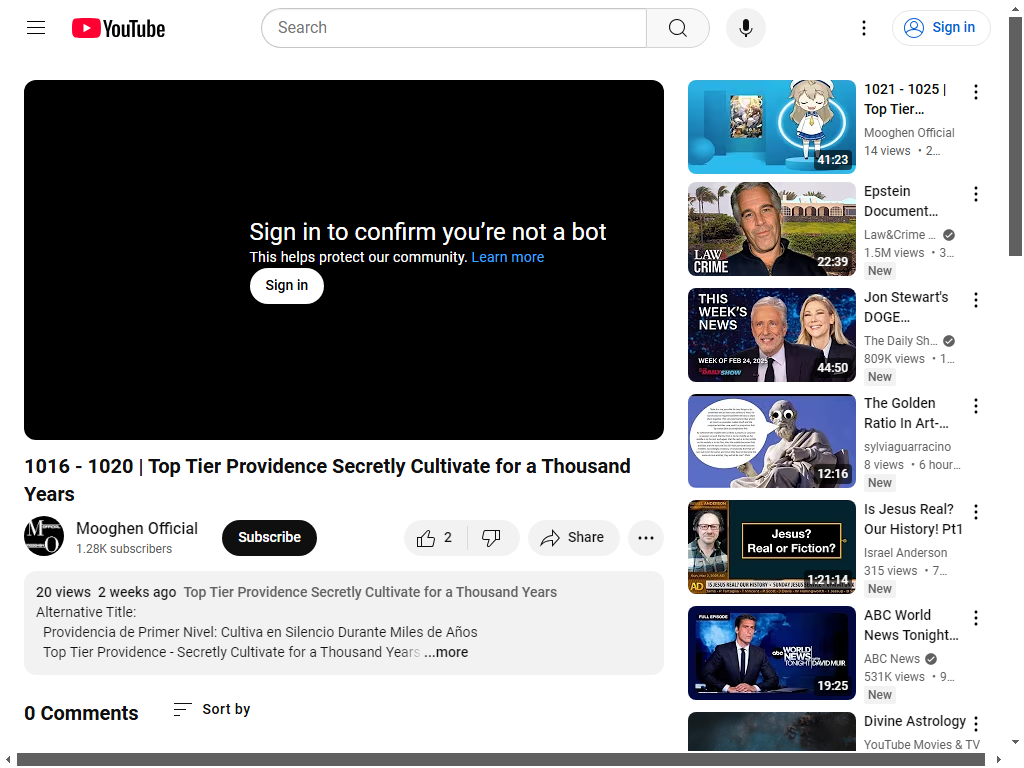 YouTube
Search
Sign in
Sign in to confirm you’re not a bot
This helps protect our community. Learn more
Sign in
1016 - 1020 | Top Tier Providence Secretly Cultivate for a Thousand
Years
Mooghen Official
1.28K subscribers
Subscribe
2
Share
20 views 2 weeks ago Top Tier Providence Secretly Cultivate for a Thousand Years
Alternative Title:
Providencia de Primer Nivel: Cultiva en Silencio Durante Miles de Años
Top Tier Providence - Secretly Cultivate for a Thousand Years ...more
0 Comments
Sort by
41:23
1021 - 1025 |
Top Tier…
Mooghen Official
14 views • 2…
LAW
CRIME
22:39
Epstein
Document…
Law&Crime …
1.5M views • 3…
New
THIS
WEEK'S
NEWS
WEEK OF FEB 24, 2025
THE DAILY SHOW
44:50
Jon Stewart's
DOGE…
The Daily Sh…
809K views • 1…
New
12:16
The Golden
Ratio In Art-…
sylviaguarracino
8 views • 6 hour…
New
Jesus?
Real or Fiction?
1:21:14
AD
Is Jesus Real?
Our History! Pt1
Israel Anderson
315 views • 7…
New
FULL EPISODE
abc WORLD
NEWS
TONIGHT DAVID MUIR
19:25
ABC World
News Tonight…
ABC News
531K views • 9…
New
Divine Astrology
YouTube Movies & TV